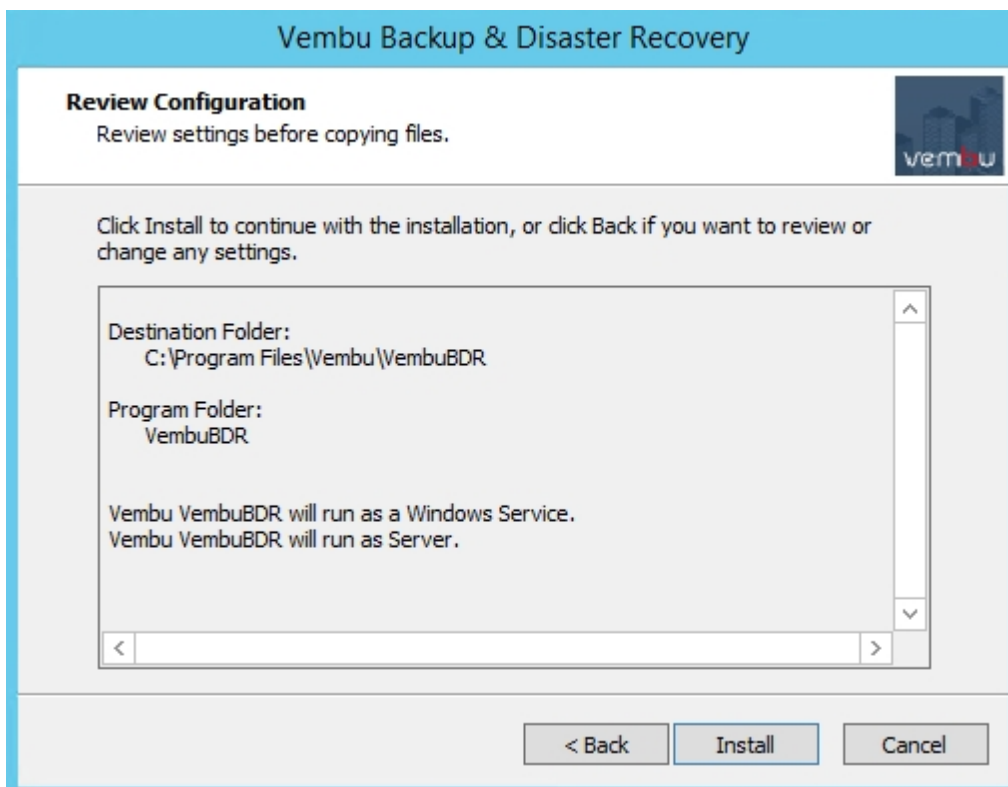 Vembu Backup & Disaster Recovery
Review Configuration
Review settings before copying files.
vembu
Click Install to continue with the installation, or click Back if you want to review or
change any settings.
Destination Folder:
C:\Program Files\Vembu\VembuBDR
Program Folder:
VembuBDR
Vembu VembuBDR will run as a Windows Service.
Vembu VembuBDR will run as Server.
< Back
Install
Cancel